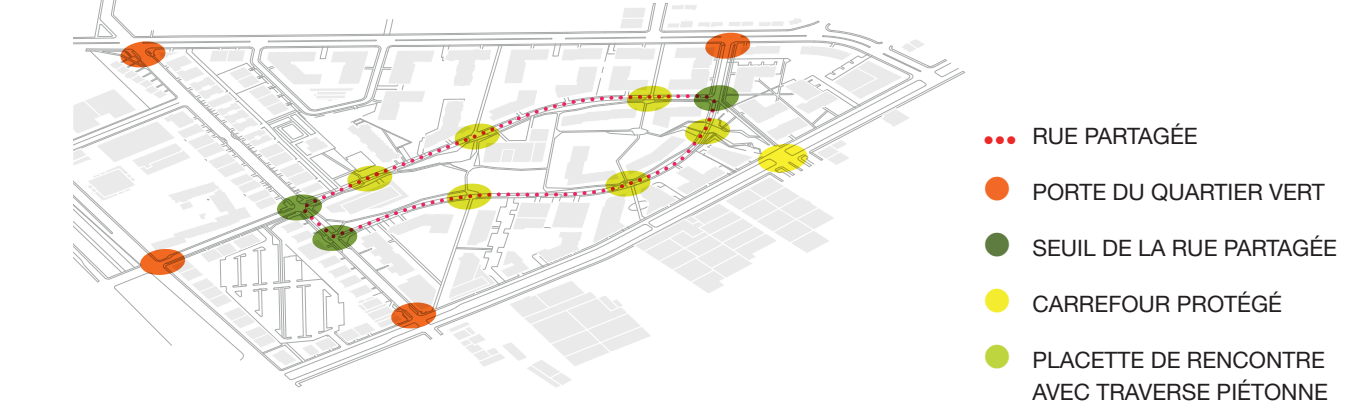 RUE PARTAGÉE
PORTE DU QUARTIER VERT
SEUIL DE LA RUE PARTAGÉE
CARREFOUR PROTÉGÉ
PLACETTE DE RENCONTRE
AVEC TRAVERSE PIÉTONNE